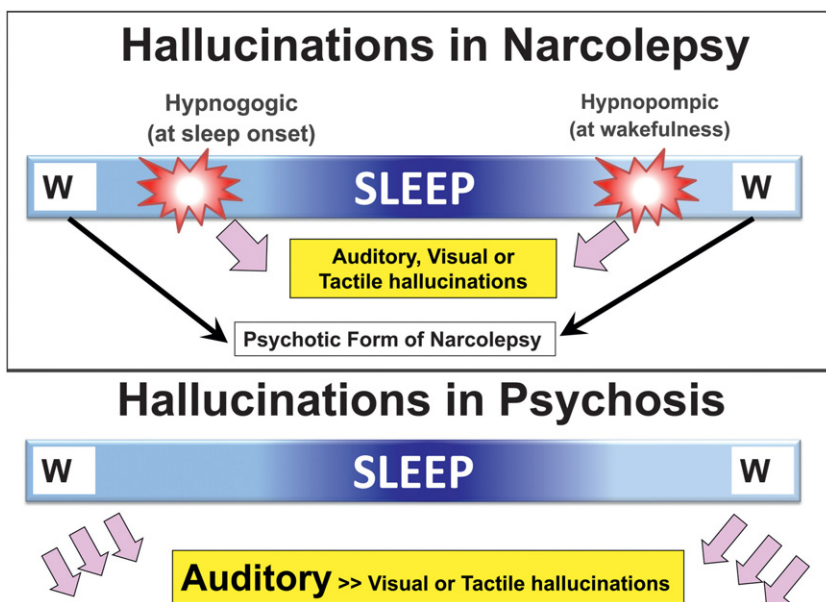 Hallucinations in Narcolepsy
Hypnogogic
(at sleep onset)
Hypnopompic
(at wakefulness)
W
SLEEP
W
Auditory, Visual or
Tactile hallucinations
Psychotic Form of Narcolepsy
Hallucinations in Psychosis
W
SLEEP
W
Auditory >> Visual or Tactile hallucinations